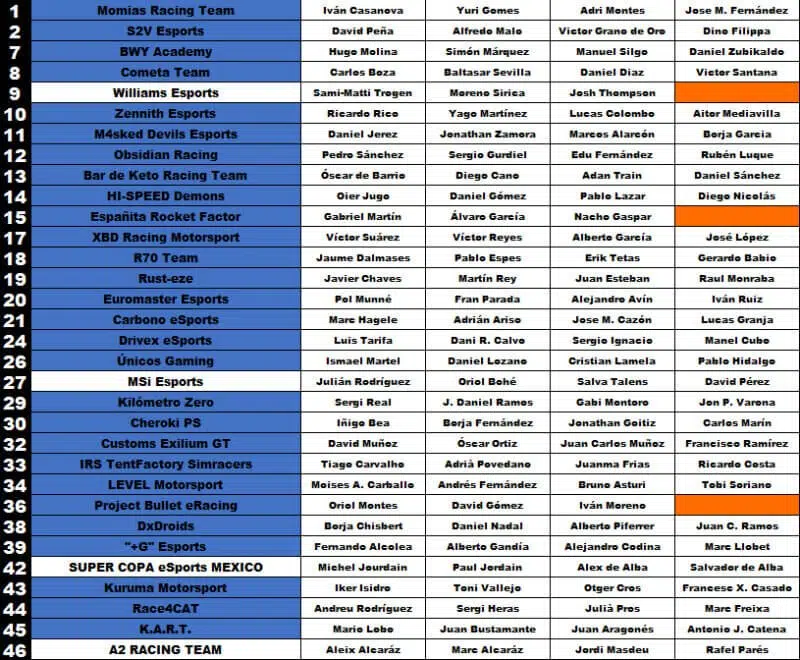 1 Momias Racing Team Iván Casanova Yuri Gomes Adri Montes Jose M. Fernández
2 S2V Esports David Peña Alfredo Malo Victor Grano de Oro Dino Filippa
7 BWY Academy Hugo Molina Simón Márquez Manuel Silgo Daniel Zubikaldo
8 Cometa Team Carlos Boza Baltasar Sevilla Daniel Diaz Victor Santana
9 Williams Esports Sami-Matti Trogen Moreno Sirica Josh Thompson
10 Zennith Esports Ricardo Rico Yago Martínez Lucas Colombo Aitor Mediavilla
11 M4sked Devils Esports Daniel Jerez Jonathan Zamora Marcos Alarcón Borja Garcia
12 Obsidian Racing Pedro Sánchez Sergio Gurdiel Edu Fernández Rubén Luque
13 Bar de Keto Racing Team Óscar de Barrio Diego Cano Adan Train Daniel Sánchez
14 HI-SPEED Demons Oier Jugo Daniel Gómez Pablo Lazar Diego Nicolás
15 Españita Rocket Factor Gabriel Martín Álvaro García Nacho Gaspar
17 XBD Racing Motorsport Víctor Suárez Víctor Reyes Alberto García José López
18 R70 Team Jaume Dalmases Pablo Espes Erik Tetas Gerardo Babio
19 Rust-eze Javier Chaves Martín Rey Juan Esteban Raul Monraba
20 Euromaster Esports Pol Munné Fran Parada Alejandro Avín Iván Ruiz
21 Carbono eSports Marc Hagele Adrián Ariso Jose M. Cazón Lucas Granja
24 Drivex eSports Luis Tarifa Dani R. Calvo Sergio Ignacio Manel Cubo
26 Únicos Gaming Ismael Martel Daniel Lozano Cristian Lamela Pablo Hidalgo
27 MSi Esports Julián Rodríguez Oriol Bohé Salva Talens David Pérez
29 Kilómetro Zero Sergi Real J. Daniel Ramos Gabi Montoro Jon P. Varona
30 Cheroki PS Iñigo Bea Borja Fernández Jonathan Goitiz Carlos Marín
32 Customs Exilium GT David Muñoz Óscar Ortiz Juan Carlos Muñoz Francisco Ramírez
33 IRS TentFactory Simracers Tiago Carvalho Adrià Povedano Juanma Frias Ricardo Costa
34 LEVEL Motorsport Moises A. Carballo Andrés Fernández Bruno Asturi Tobi Soriano
36 Project Bullet eRacing Oriol Montes David Gómez Iván Moreno
38 DxDroids Borja Chisbert Daniel Nadal Alberto Piferrer Juan C. Ramos
39 "+G" Esports Fernando Alcolea Alberto Gandía Alejandro Codina Marc Llobet
42 SUPER COPA eSports MEXICO Michel Jourdain Paul Jordain Alex de Alba Salvador de Alba
43 Kuruma Motorsport Iker Isidro Toni Vallejo Otger Cros Francesc X. Casado
44 Race4CAT Andreu Rodríguez Sergi Heras Julià Pros Marc Freixa
45 K.A.R.T. Mario Lobo Juan Bustamante Juan Aragonés Antonio J. Catena
46 A2 RACING TEAM Aleix Alcaráz Marc Alcaráz Jordi Masdeu Rafel Parés